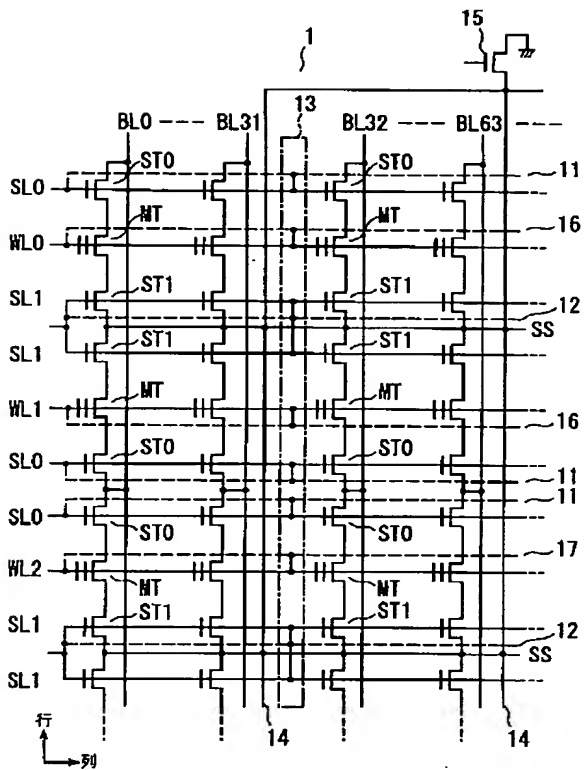 15
1
13
BL0 BL31 BL32 BL63
ST0 ST0 11
SL0
MT MT 16
WL0
SL1 ST1 ST1 12
SS
SL1 ST1 ST1
MT MT
WL1 16
SL0 ST0 ST0 11
11
SL0
ST0 ST0 17
WL2
MT MT
SL1 ST1 ST1 12
SS
SL1
行
列 14 14